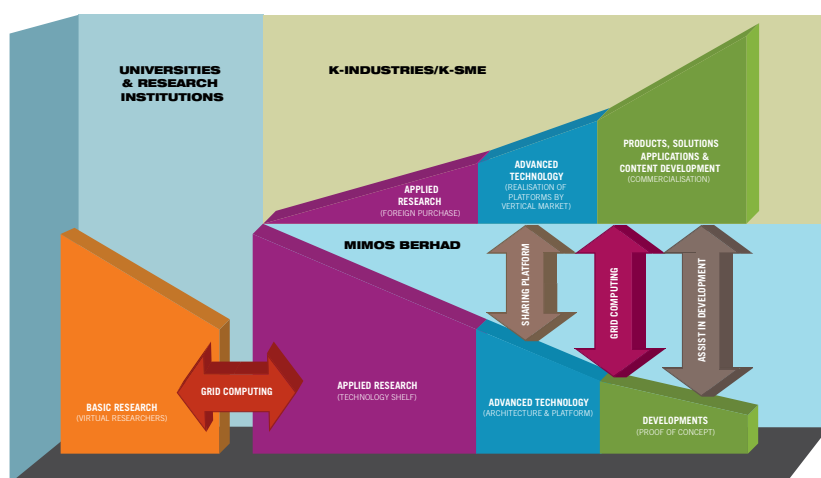 UNIVERSITIES
& RESEARCH
INSTITUTIONS
K-INDUSTRIES/K-SME
APPLIED
RESEARCH
(FOREIGN PURCHASE)
ADVANCED
TECHNOLOGY
(REALISATION OF
PLATFORMS BY
VERTICAL MARKET)
PRODUCTS, SOLUTIONS
APPLICATIONS &
CONTENT DEVELOPMENT
(COMMERCIALISATION)
MIMOS BERHAD
SHARING PLATFORM
GRID COMPUTING
ASSIST IN DEVELOPMENT
BASIC RESEARCH
(VIRTUAL RESEARCHERS)
GRID COMPUTING
APPLIED RESEARCH
(TECHNOLOGY SHELF)
ADVANCED TECHNOLOGY
(ARCHITECTURE & PLATFORM)
DEVELOPMENTS
(PROOF OF CONCEPT)